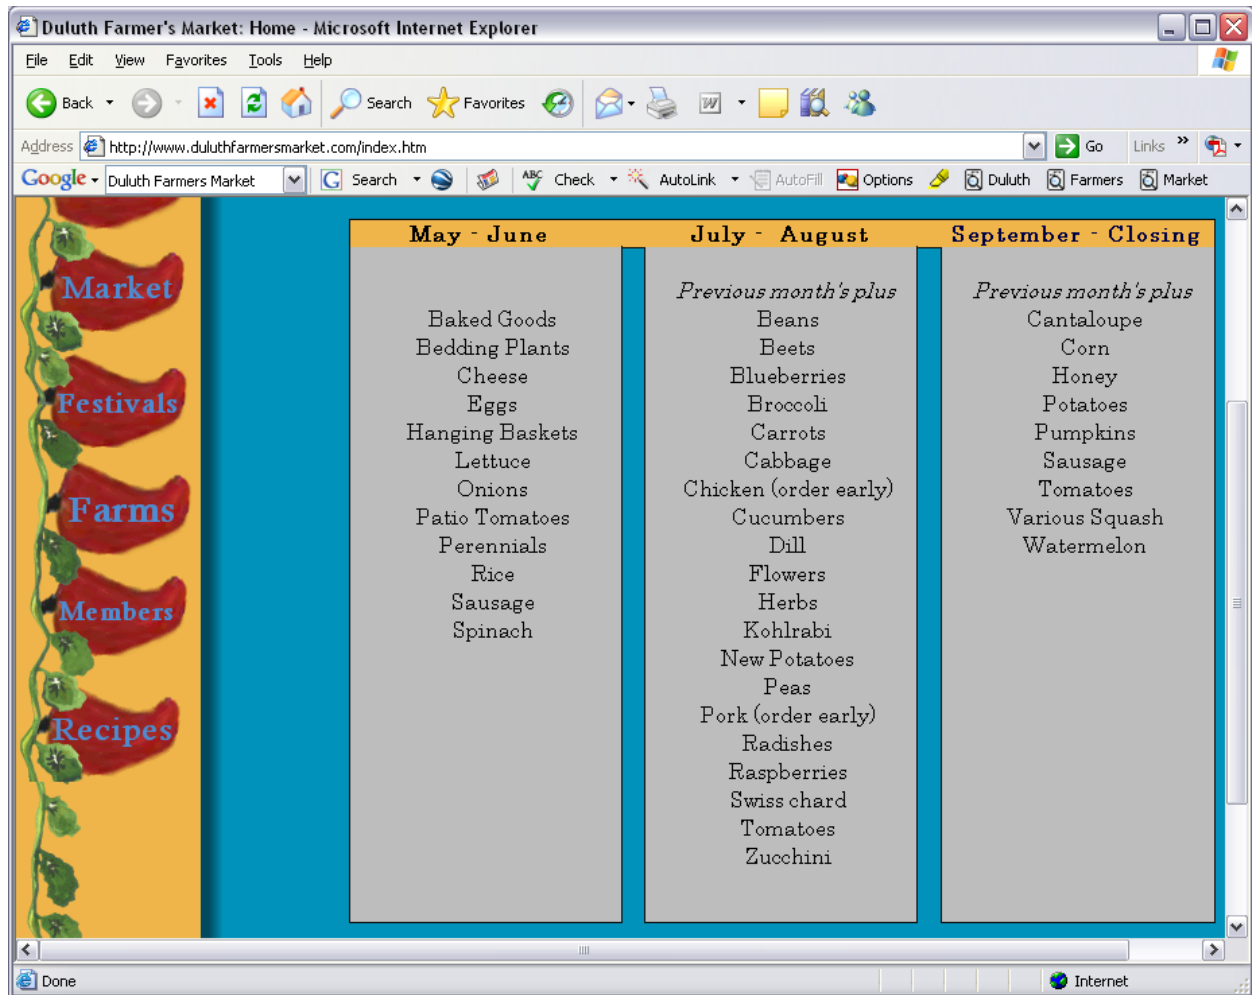 Duluth Farmer's Market: Home - Microsoft Internet Explorer
File Edit View Favorites Tools Help
Back Search Favorites
Address http://www.duluthfarmersmarket.com/index.htm Go Links »
Google Duluth Farmers Market G Search ABC Check AutoLink AutoFill Options Duluth Farmers Market
Market
Festivals
Farms
Members
Recipes
May - June
Baked Goods
Bedding Plants
Cheese
Eggs
Hanging Baskets
Lettuce
Onions
Patio Tomatoes
Perennials
Rice
Sausage
Spinach
July - August
Previous month's plus
Beans
Beets
Blueberries
Broccoli
Carrots
Cabbage
Chicken (order early)
Cucumbers
Dill
Flowers
Herbs
Kohlrabi
New Potatoes
Peas
Pork (order early)
Radishes
Raspberries
Swiss chard
Tomatoes
Zucchini
September - Closing
Previous month's plus
Cantaloupe
Corn
Honey
Potatoes
Pumpkins
Sausage
Tomatoes
Various Squash
Watermelon
Done Internet